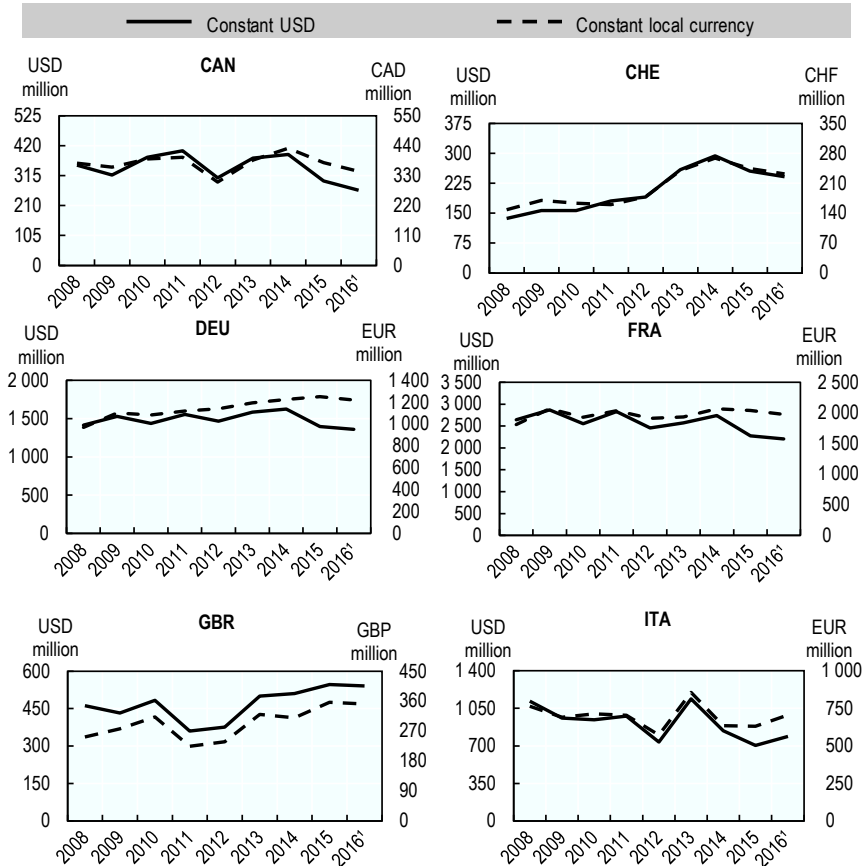 Constant USD Constant local currency
USD
million
CAN
CAD
million
525
420
315
210
105
0
550
440
330
220
110
0
2008 2009 2010 2011 2012 2013 2014 2015 2016¹
USD
million
CHE
CHF
million
375
300
225
150
75
0
350
280
210
140
70
0
2008 2009 2010 2011 2012 2013 2014 2015 2016¹
USD
million
DEU
EUR
million
2 000
1 500
1 000
500
0
1 400
1 200
1 000
800
600
400
200
0
2008 2009 2010 2011 2012 2013 2014 2015 2016¹
USD
million
FRA
EUR
million
3 500
3 000
2 500
2 000
1 500
1 000
500
0
2 500
2 000
1 500
1 000
500
0
2008 2009 2010 2011 2012 2013 2014 2015 2016¹
USD
million
GBR
GBP
million
600
450
300
150
0
450
360
270
180
90
0
2008 2009 2010 2011 2012 2013 2014 2015 2016¹
USD
million
ITA
EUR
million
1 400
1 050
700
350
0
1 000
750
500
250
0
2008 2009 2010 2011 2012 2013 2014 2015 2016¹